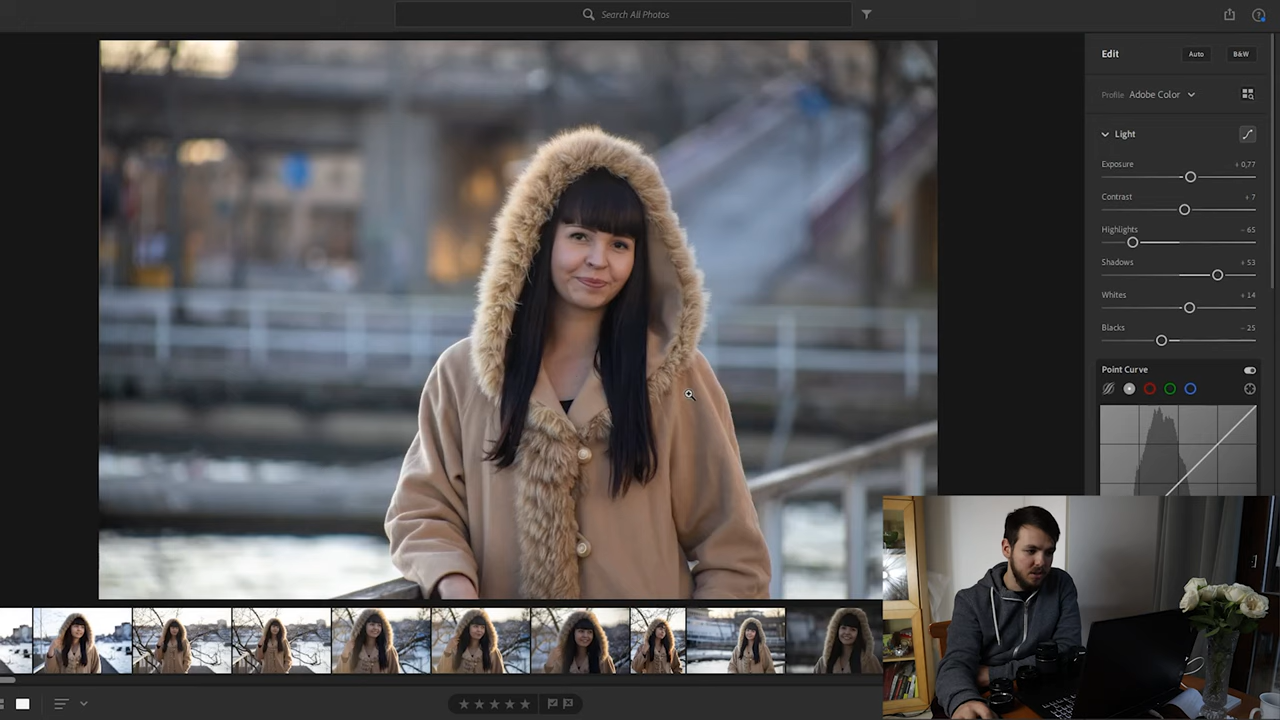 Search All Photos
Edit
Auto
B&W
Profile Adobe Color
Light
Exposure + 0,77
Contrast + 7
Highlights - 65
Shadows + 53
Whites + 14
Blacks - 25
Point Curve